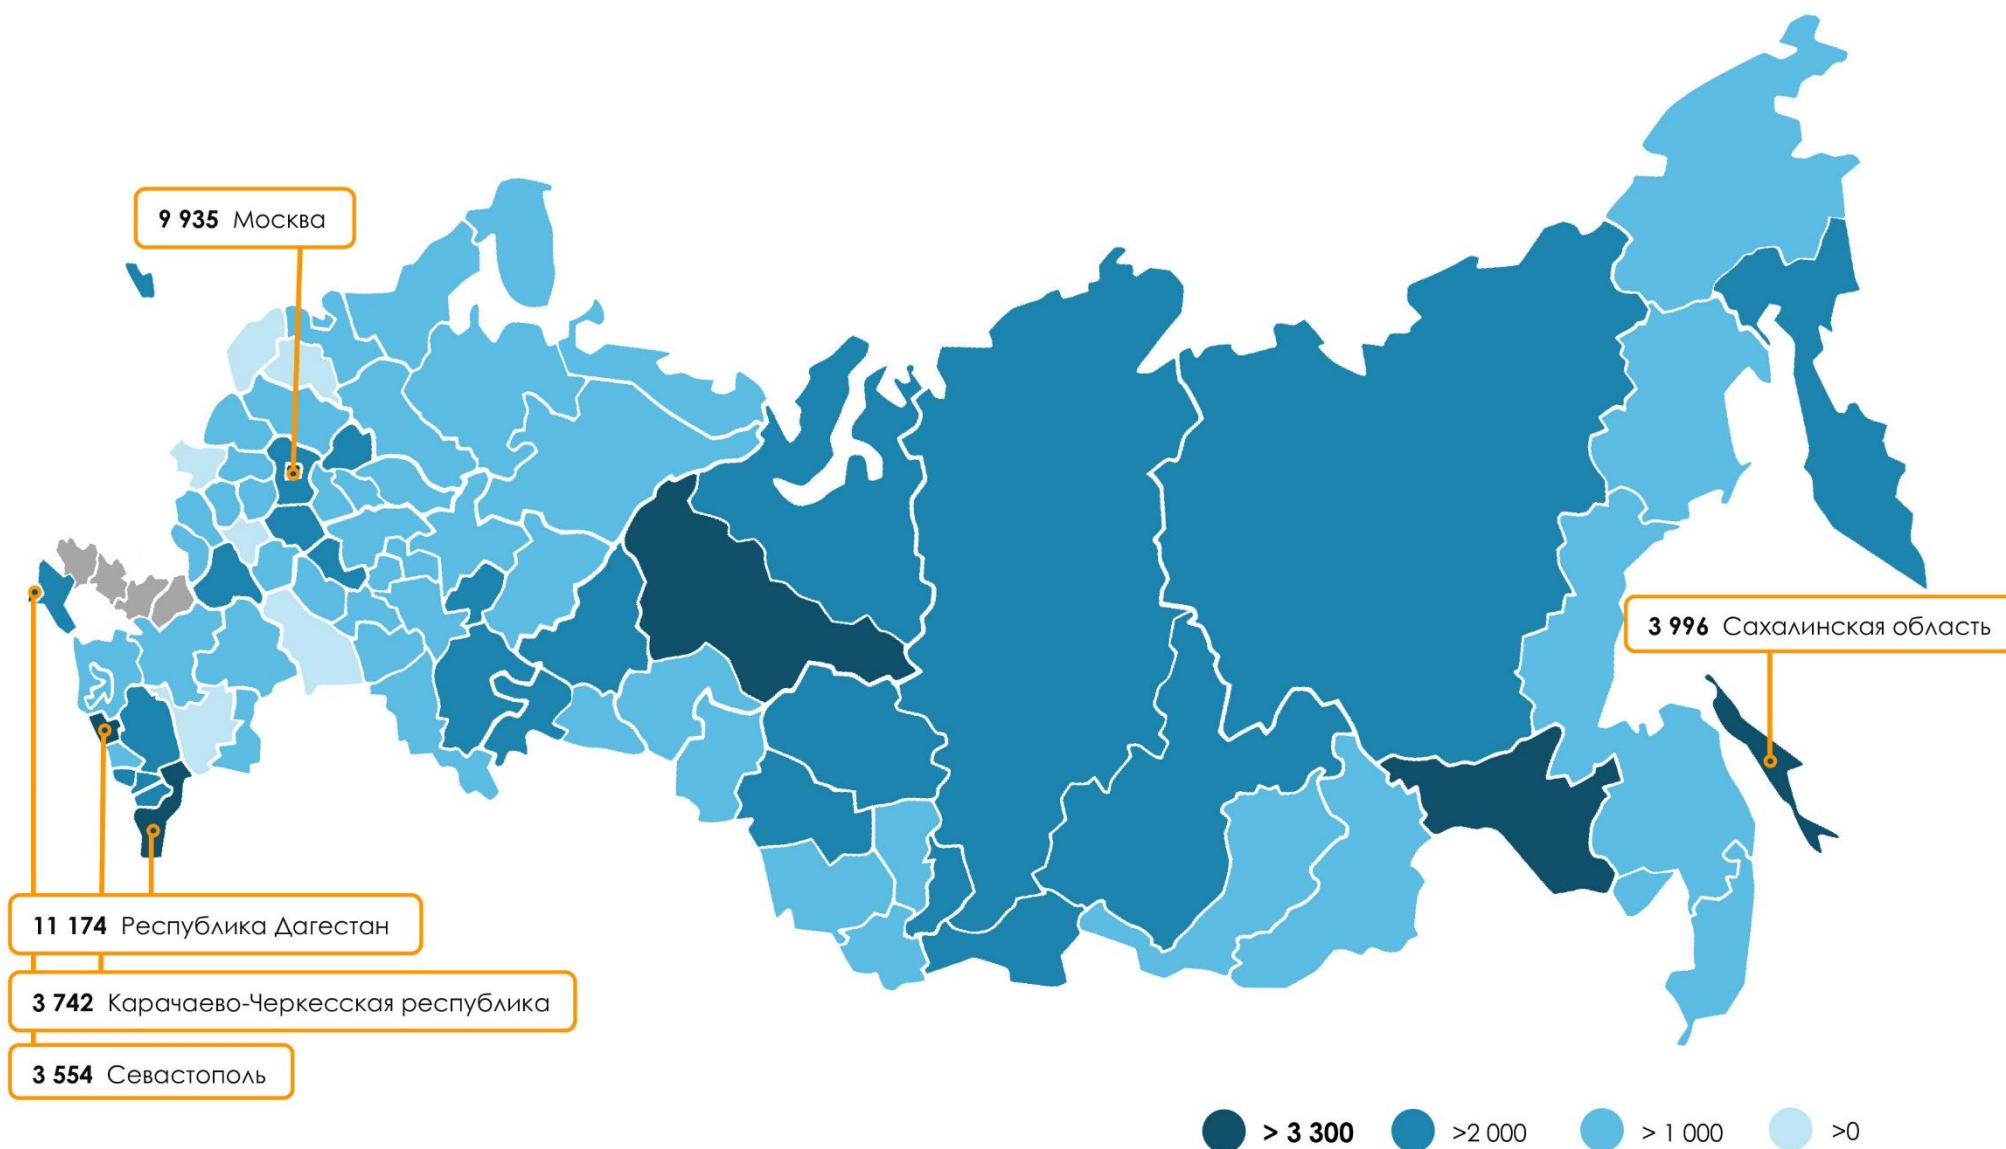 9 935 Москва
3 996 Сахалинская область
11 174 Республика Дагестан
3 742 Карачаево-Черкесская республика
3 554 Севастополь
> 3 300
>2 000
> 1 000
>0